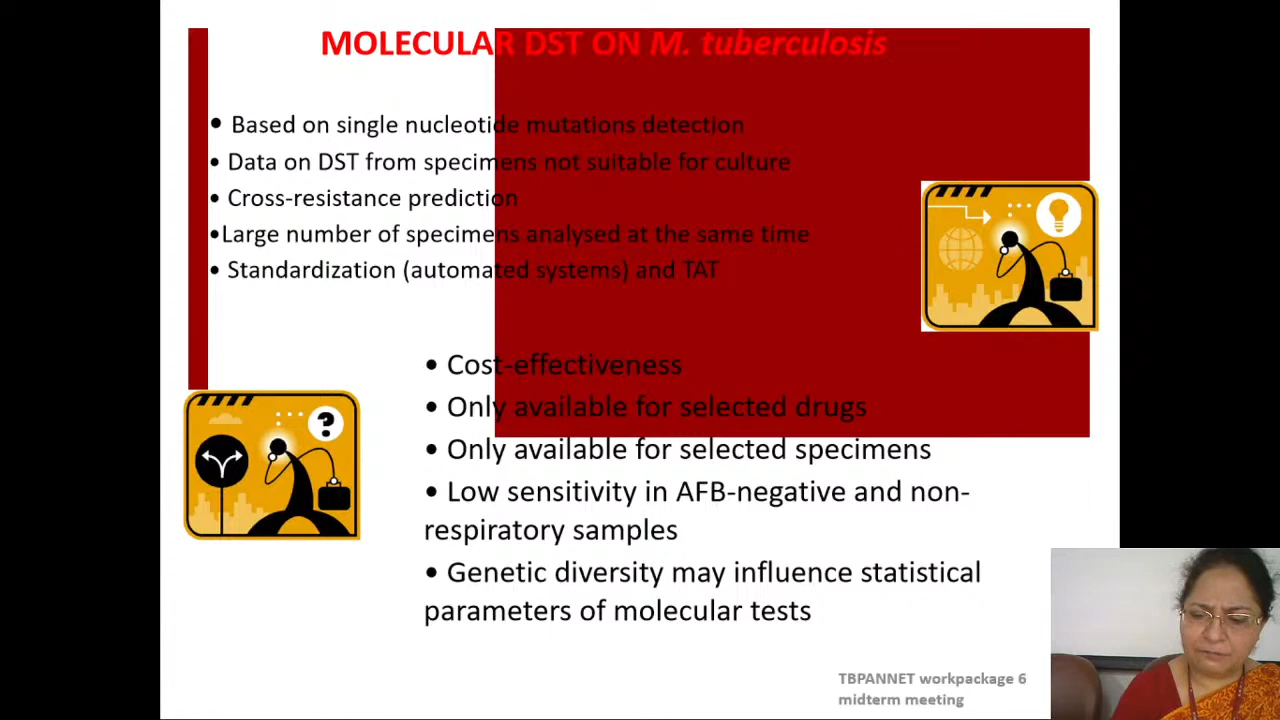 MOLECULAR DST ON M. tuberculosis
• Based on single nucleotide mutations detection
• Data on DST from specimens not suitable for culture
• Cross-resistance prediction
•Large number of specimens analysed at the same time
• Standardization (automated systems) and TAT
?
• Cost-effectiveness
• Only available for selected drugs
• Only available for selected specimens
• Low sensitivity in AFB-negative and non-
respiratory samples
• Genetic diversity may influence statistical
parameters of molecular tests
TBPANNET workpackage 6
midterm meeting